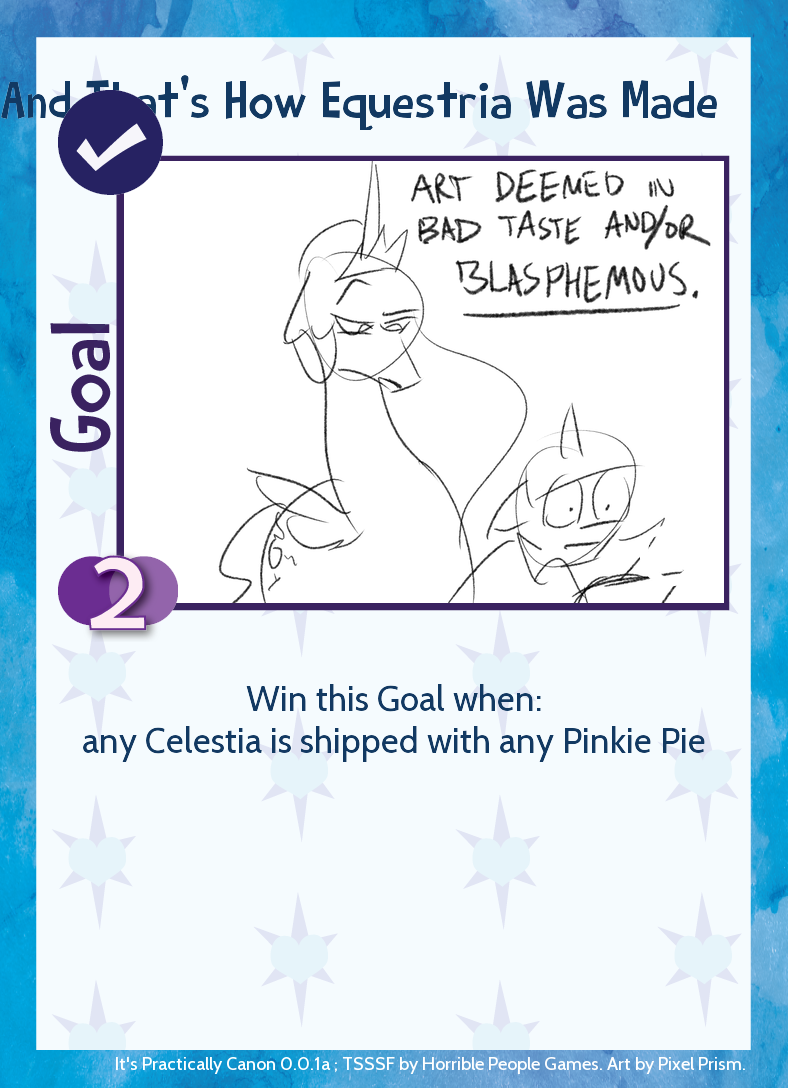 And That's How Equestria Was Made
ART DEEMED IN
BAD TASTE AND/OR
BLASPHEMOUS.
Goal
2
Win this Goal when:
any Celestia is shipped with any Pinkie Pie
It's Practically Canon 0.0.1a ; TSSSF by Horrible People Games. Art by Pixel Prism.